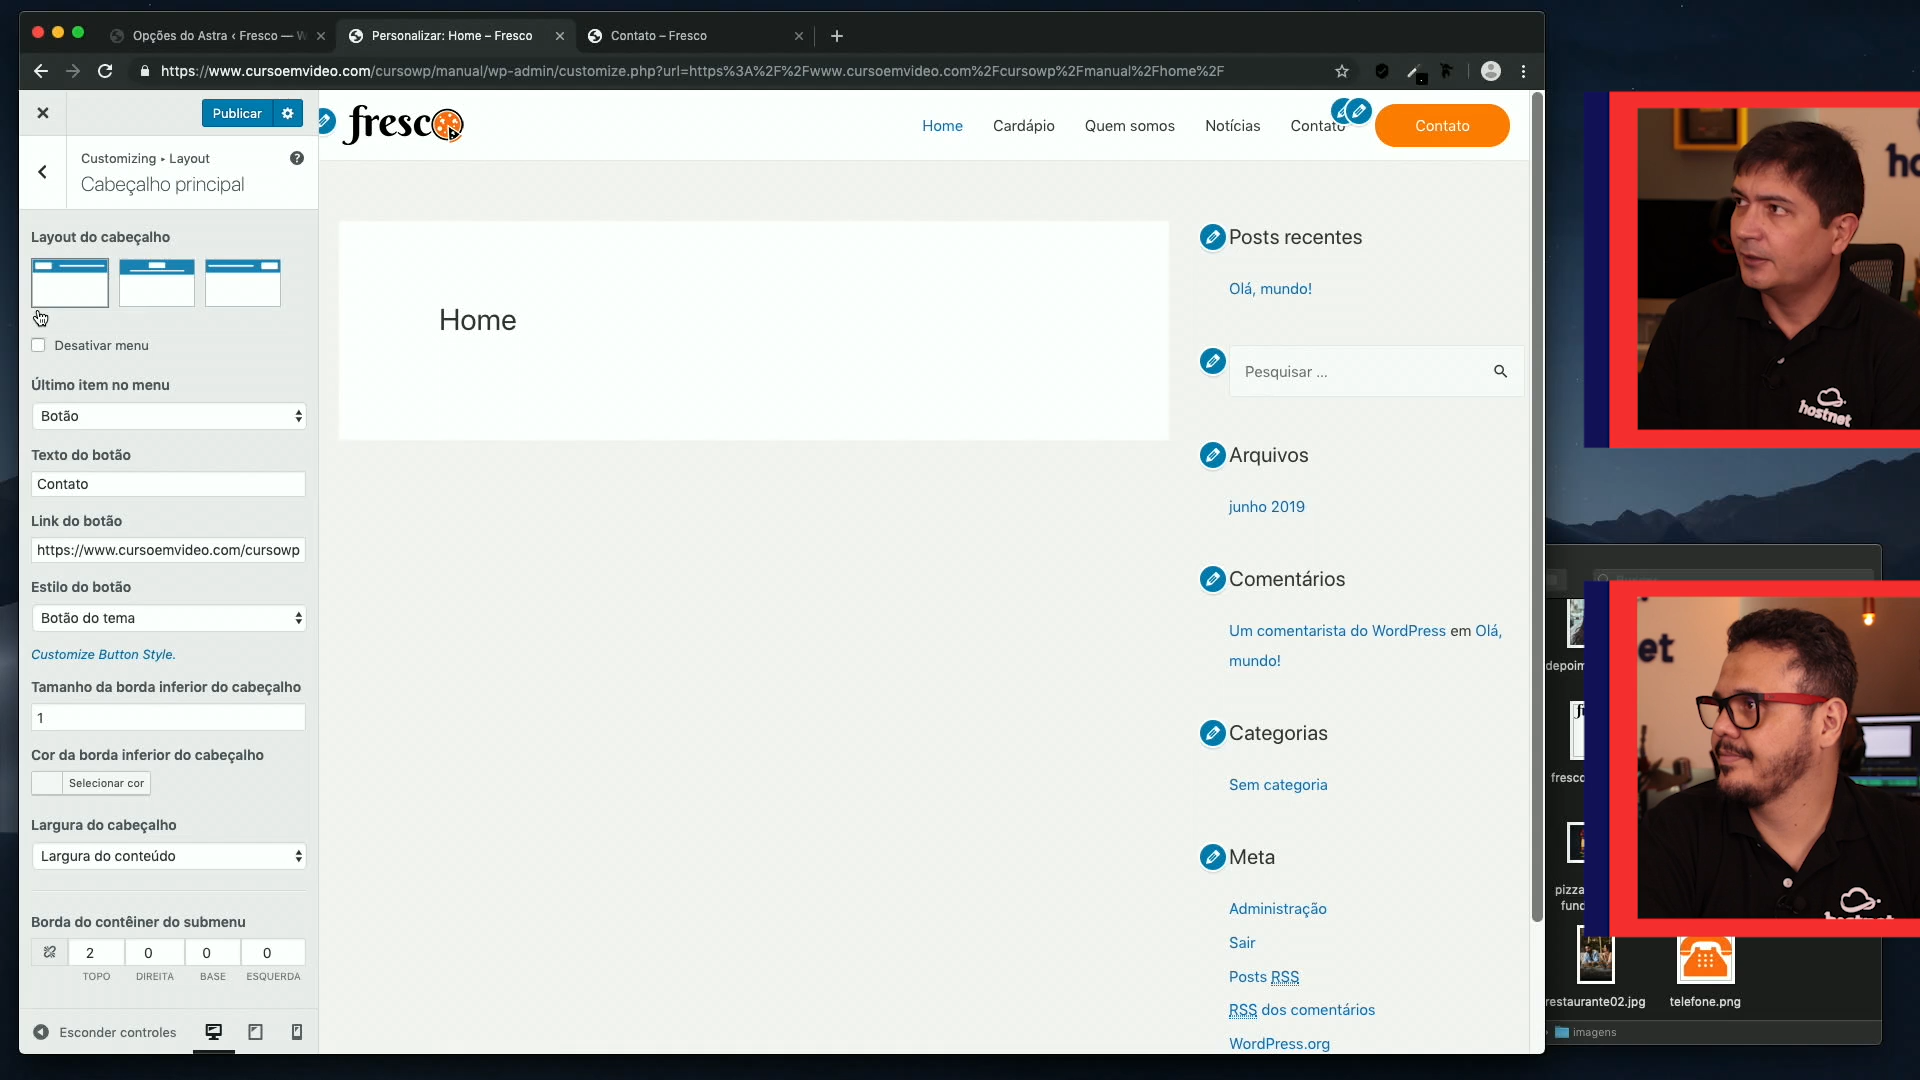 Opções do Astra ‹ Fresco — W
Personalizar: Home – Fresco
Contato – Fresco
https://www.cursoemvideo.com/cursowp/manual/wp-admin/customize.php?url=https%3A%2F%2Fwww.cursoemvideo.com%2Fcursowp%2Fmanual%2Fhome%2F
Publicar
Customizing ▸ Layout
Cabeçalho principal
Layout do cabeçalho
Desativar menu
Último item no menu
Botão
Texto do botão
Contato
Link do botão
https://www.cursoemvideo.com/cursowp
Estilo do botão
Botão do tema
Customize Button Style.
Tamanho da borda inferior do cabeçalho
1
Cor da borda inferior do cabeçalho
Selecionar cor
Largura do cabeçalho
Largura do conteúdo
Borda do contêiner do submenu
2 0 0 0
TOPO DIREITA BASE ESQUERDA
Esconder controles
fresco
Home Cardápio Quem somos Notícias Contato Contato
Home
Posts recentes
Olá, mundo!
Pesquisar ...
Arquivos
junho 2019
Comentários
Um comentarista do WordPress em Olá,
mundo!
Categorias
Sem categoria
Meta
Administração
Sair
Posts RSS
RSS dos comentários
WordPress.org
ho
hostnet
et
hostnet
depoim
fresco
pizza
fund
restaurante02.jpg
telefone.png
imagens